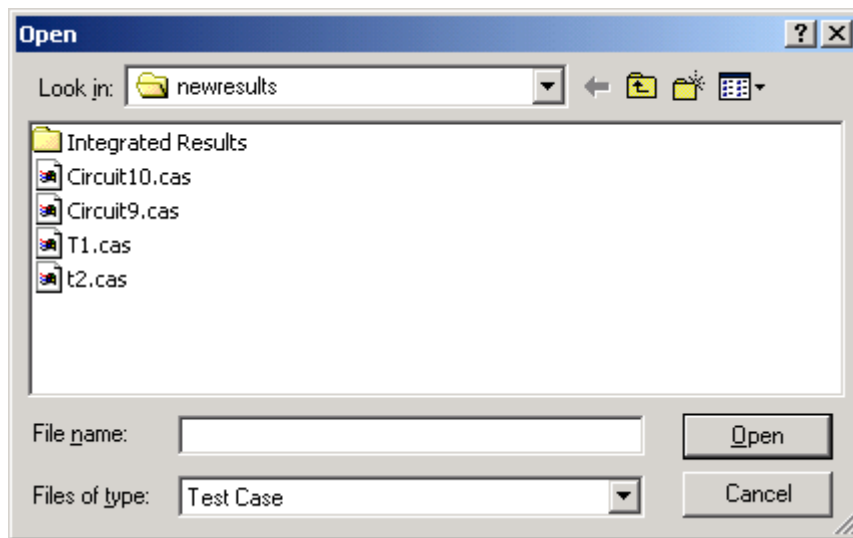 Open
Look in: newresults
Integrated Results
Circuit10.cas
Circuit9.cas
T1.cas
t2.cas
File name: Open
Files of type: Test Case Cancel